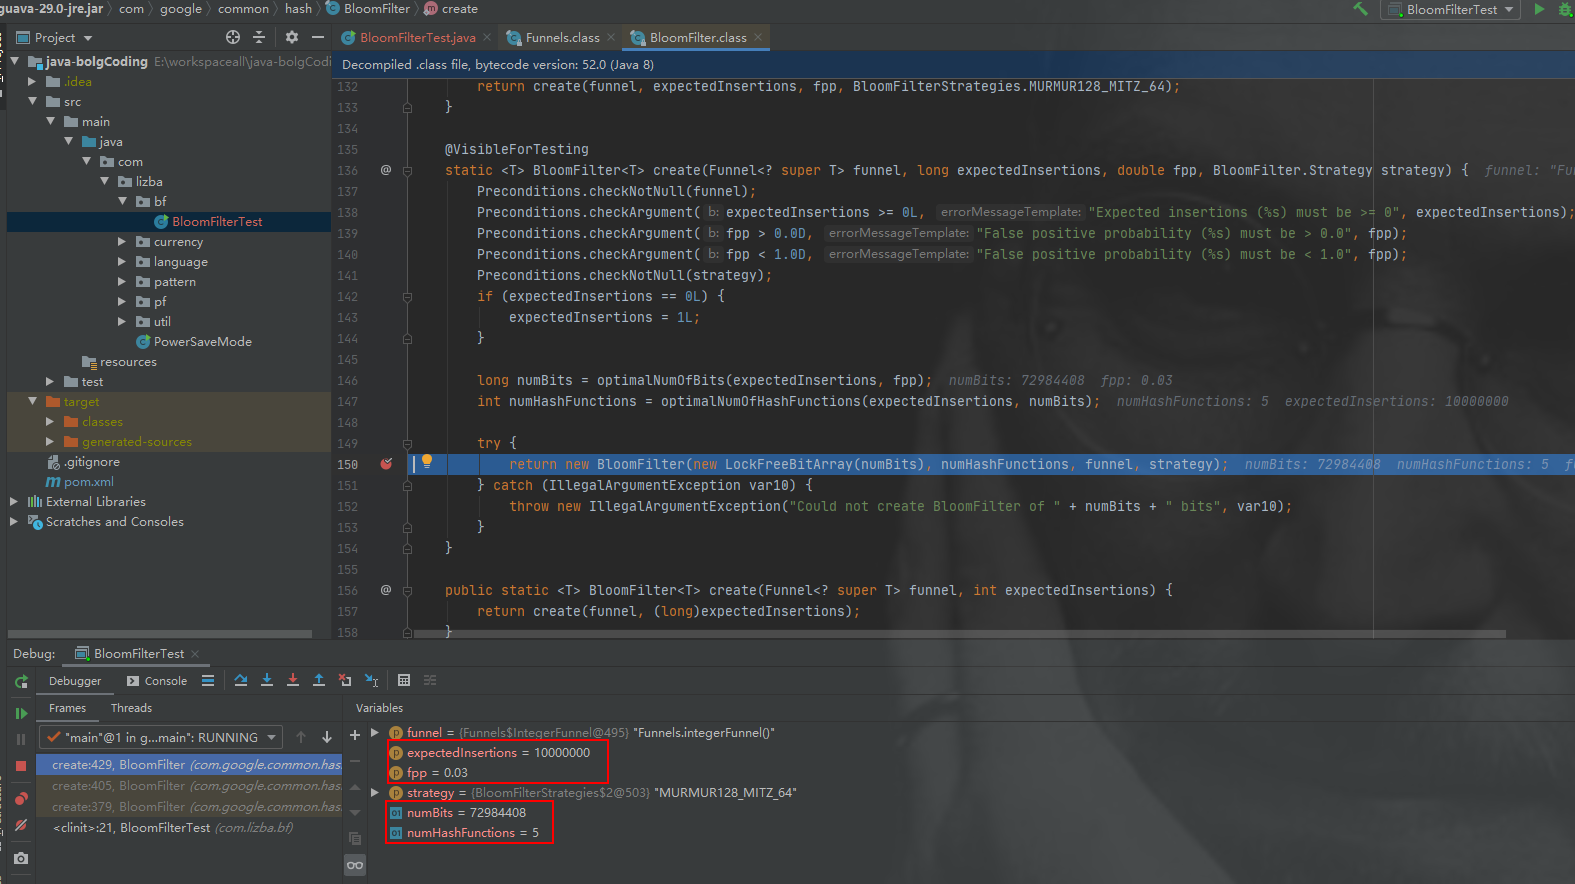 guava-29.0-jre.jar com google common hash BloomFilter create BloomFilterTest
Project
BloomFilterTest.java Funnels.class BloomFilter.class
java-bolgCoding E:\workspaceall\java-bolgCodi
.idea
src
main
java
com
lizba
bf
BloomFilterTest
currency
language
pattern
pf
util
PowerSaveMode
resources
test
target
classes
generated-sources
.gitignore
pom.xml
External Libraries
Scratches and Consoles
Decompiled .class file, bytecode version: 52.0 (Java 8)
132 return create(funnel, expectedInsertions, fpp, BloomFilterStrategies.MURMUR128_MITZ_64);
133 }
134
135 @VisibleForTesting
136 @ static <T> BloomFilter<T> create(Funnel<? super T> funnel, long expectedInsertions, double fpp, BloomFilter.Strategy strategy) { funnel: "Fu
137 Preconditions.checkNotNull(funnel);
138 Preconditions.checkArgument( b: expectedInsertions >= 0L, errorMessageTemplate: "Expected insertions (%s) must be >= 0", expectedInsertions);
139 Preconditions.checkArgument( b: fpp > 0.0D, errorMessageTemplate: "False positive probability (%s) must be > 0.0", fpp);
140 Preconditions.checkArgument( b: fpp < 1.0D, errorMessageTemplate: "False positive probability (%s) must be < 1.0", fpp);
141 Preconditions.checkNotNull(strategy);
142 if (expectedInsertions == 0L) {
143 expectedInsertions = 1L;
144 }
145
146 long numBits = optimalNumOfBits(expectedInsertions, fpp); numBits: 72984408 fpp: 0.03
147 int numHashFunctions = optimalNumOfHashFunctions(expectedInsertions, numBits); numHashFunctions: 5 expectedInsertions: 10000000
148
149 try {
150 return new BloomFilter(new LockFreeBitArray(numBits), numHashFunctions, funnel, strategy); numBits: 72984408 numHashFunctions: 5 f
151 } catch (IllegalArgumentException var10) {
152 throw new IllegalArgumentException("Could not create BloomFilter of " + numBits + " bits", var10);
153 }
154 }
155
156 @ public static <T> BloomFilter<T> create(Funnel<? super T> funnel, int expectedInsertions) {
157 return create(funnel, (long)expectedInsertions);
158 }
Debug: BloomFilterTest
Debugger Console
Frames Threads
"main"@1 in g...main": RUNNING
create:429, BloomFilter (com.google.common.has
create:405, BloomFilter (com.google.common.has
create:379, BloomFilter (com.google.common.has
<clinit>:21, BloomFilterTest (com.lizba.bf)
Variables
funnel = {Funnels$IntegerFunnel@495} "Funnels.integerFunnel()"
expectedInsertions = 10000000
fpp = 0.03
strategy = {BloomFilterStrategies$2@503} "MURMUR128_MITZ_64"
numBits = 72984408
numHashFunctions = 5